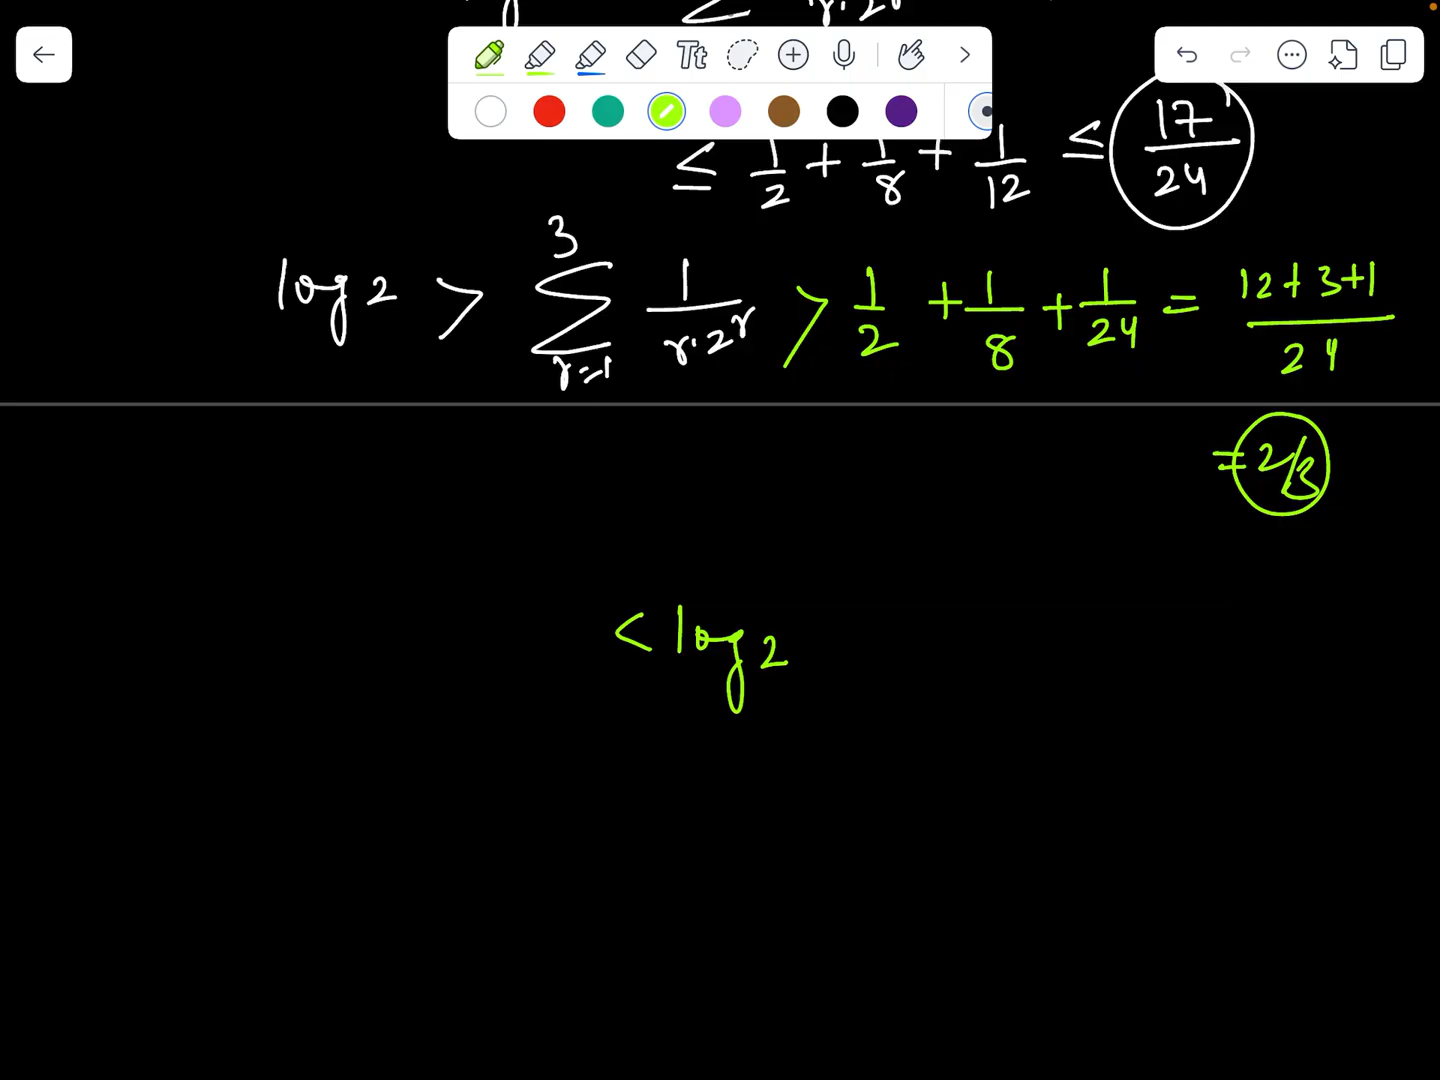 Tt
≤ 1/2 + 1/8 + 1/12 ≤ 17/24
log 2 > 3 ∑ r=1 1/r·2^r > 1/2 + 1/8 + 1/24 = 12+3+1/24
= 2/3
< log 2